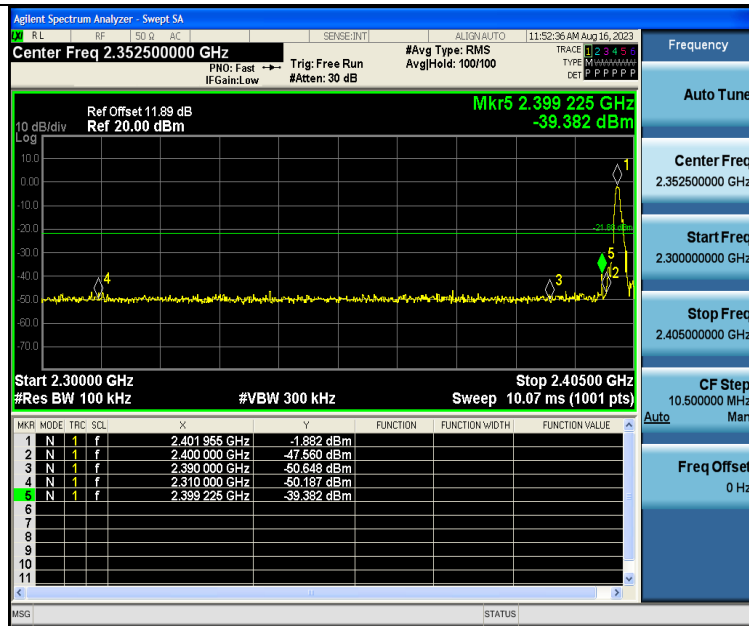 Agilent Spectrum Analyzer - Swept SA
RL RF 50 Ω AC SENSE:INT ALIGN AUTO 11:52:36 AM Aug 16, 2023
Center Freq 2.352500000 GHz
PNO: Fast
IFGain:Low
Trig: Free Run
#Atten: 30 dB
#Avg Type: RMS
Avg|Hold: 100/100
TRACE 1 2 3 4 5 6
TYPE M
DET P P P P P P
Ref Offset 11.89 dB
10 dB/div Ref 20.00 dBm
Log
Mkr5 2.399 225 GHz
-39.382 dBm
10.0
0.00
-10.0
-20.0
-30.0
-40.0
-50.0
-60.0
-70.0
1
-21.88 dBm
5
4
3
2
Start 2.30000 GHz Stop 2.40500 GHz
#Res BW 100 kHz #VBW 300 kHz Sweep 10.07 ms (1001 pts)
MKR MODE TRC SCL X Y FUNCTION FUNCTION WIDTH FUNCTION VALUE
1 N 1 f 2.401 955 GHz -1.882 dBm
2 N 1 f 2.400 000 GHz -47.560 dBm
3 N 1 f 2.390 000 GHz -50.648 dBm
4 N 1 f 2.310 000 GHz -50.187 dBm
5 N 1 f 2.399 225 GHz -39.382 dBm
6
7
8
9
10
11
MSG STATUS
Frequency
Auto Tune
Center Freq
2.352500000 GHz
Start Freq
2.300000000 GHz
Stop Freq
2.405000000 GHz
CF Step
10.500000 MHz
Auto Man
Freq Offset
0 Hz